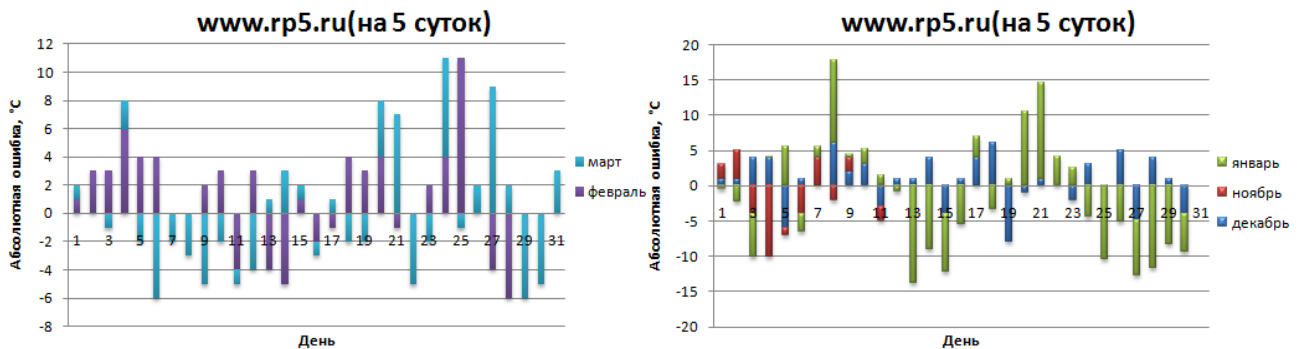 www.rp5.ru(на 5 суток)
Абсолютная ошибка, °С
12
10
8
6
4
2
0
-2
-4
-6
-8
1 3 5 7 9 11 13 15 17 19 21 23 25 27 29 31
День
март
февраль
www.rp5.ru(на 5 суток)
Абсолютная ошибка, °С
20
15
10
5
0
-5
-10
-15
-20
1 3 5 7 9 11 13 15 17 19 21 23 25 27 29 31
День
январь
ноябрь
декабрь